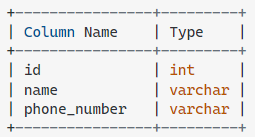 +--------------+---------+
| Column Name  | Type    |
+--------------+---------+
| id           | int     |
| name         | varchar |
| phone_number | varchar |
+--------------+---------+